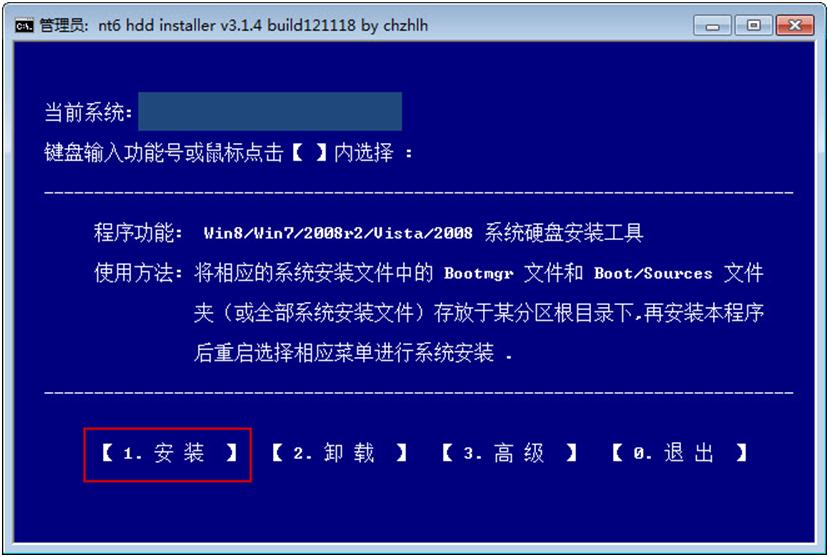 管理员: nt6 hdd installer v3.1.4 build121118 by chzhlh
当前系统:
键盘输入功能号或鼠标点击【 】内选择 :
程序功能: Win8/Win7/2008r2/Vista/2008 系统硬盘安装工具
使用方法: 将相应的系统安装文件中的 Bootmgr 文件和 Boot/Sources 文件
夹（或全部系统安装文件）存放于某分区根目录下,再安装本程序
后重启选择相应菜单进行系统安装 .
【 1. 安 装 】 【 2. 卸 载 】 【 3. 高 级 】 【 0. 退 出 】